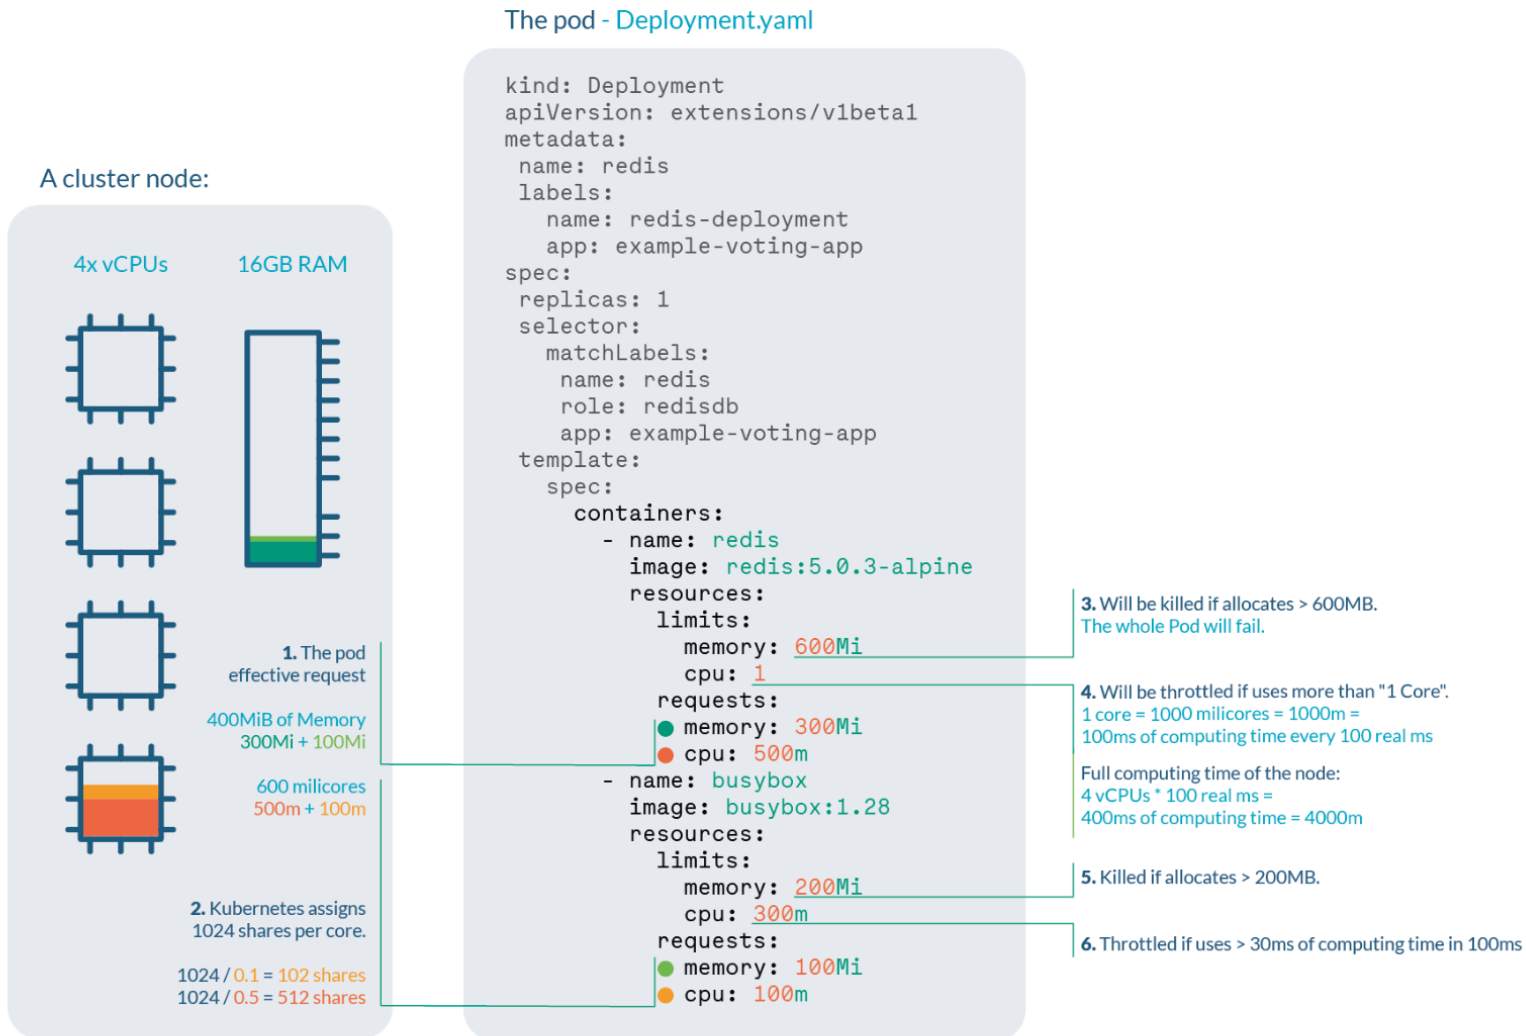 The pod - Deployment.yaml
A cluster node:
4x vCPUs
16GB RAM
1. The pod
effective request
400MiB of Memory
300Mi + 100Mi
600 milicores
500m + 100m
2. Kubernetes assigns
1024 shares per core.
1024 / 0.1 = 102 shares
1024 / 0.5 = 512 shares
kind: Deployment
apiVersion: extensions/v1beta1
metadata:
name: redis
labels:
name: redis-deployment
app: example-voting-app
spec:
replicas: 1
selector:
matchLabels:
name: redis
role: redisdb
app: example-voting-app
template:
spec:
containers:
- name: redis
image: redis:5.0.3-alpine
resources:
limits:
memory: 600Mi
cpu: 1
requests:
memory: 300Mi
cpu: 500m
- name: busybox
image: busybox:1.28
resources:
limits:
memory: 200Mi
cpu: 300m
requests:
memory: 100Mi
cpu: 100m
3. Will be killed if allocates > 600MB.
The whole Pod will fail.
4. Will be throttled if uses more than "1 Core".
1 core = 1000 milicores = 1000m =
100ms of computing time every 100 real ms
Full computing time of the node:
4 vCPUs * 100 real ms =
400ms of computing time = 4000m
5. Killed if allocates > 200MB.
6. Throttled if uses > 30ms of computing time in 100ms